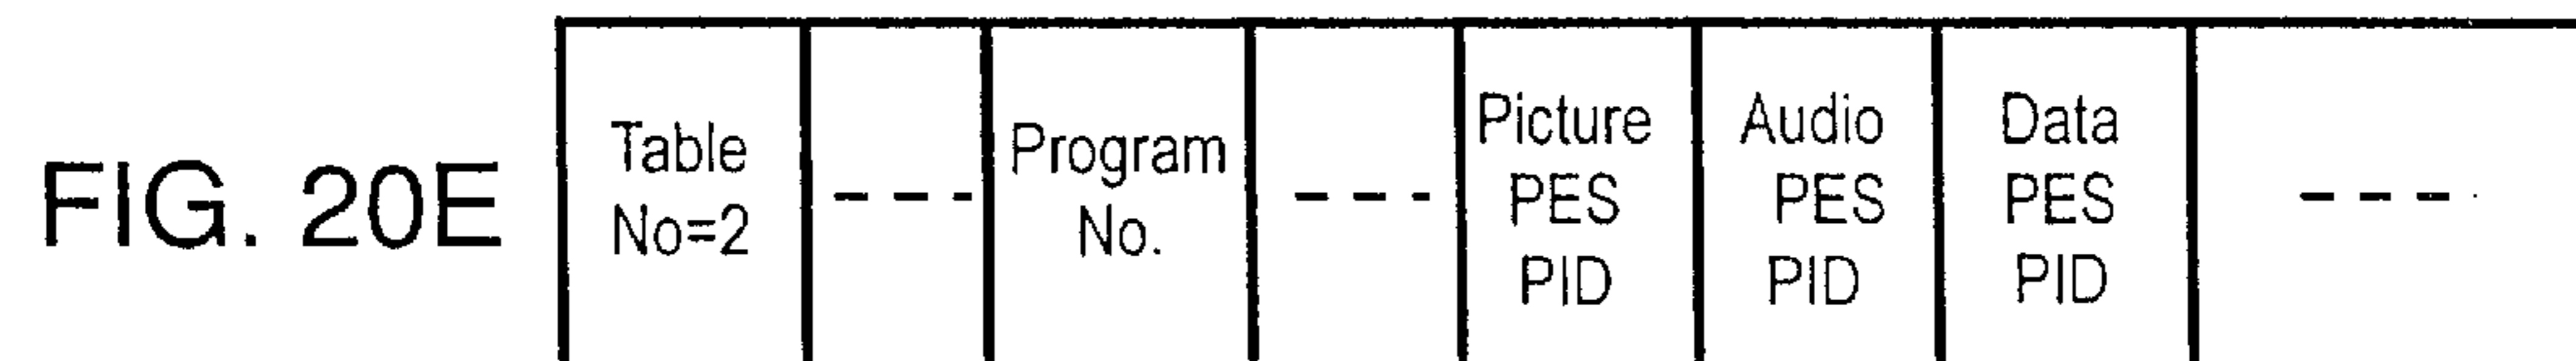 FIG. 20E
Table
No=2
---
Program
No.
---
Picture
PES
PID
Audio
PES
PID
Data
PES
PID
---